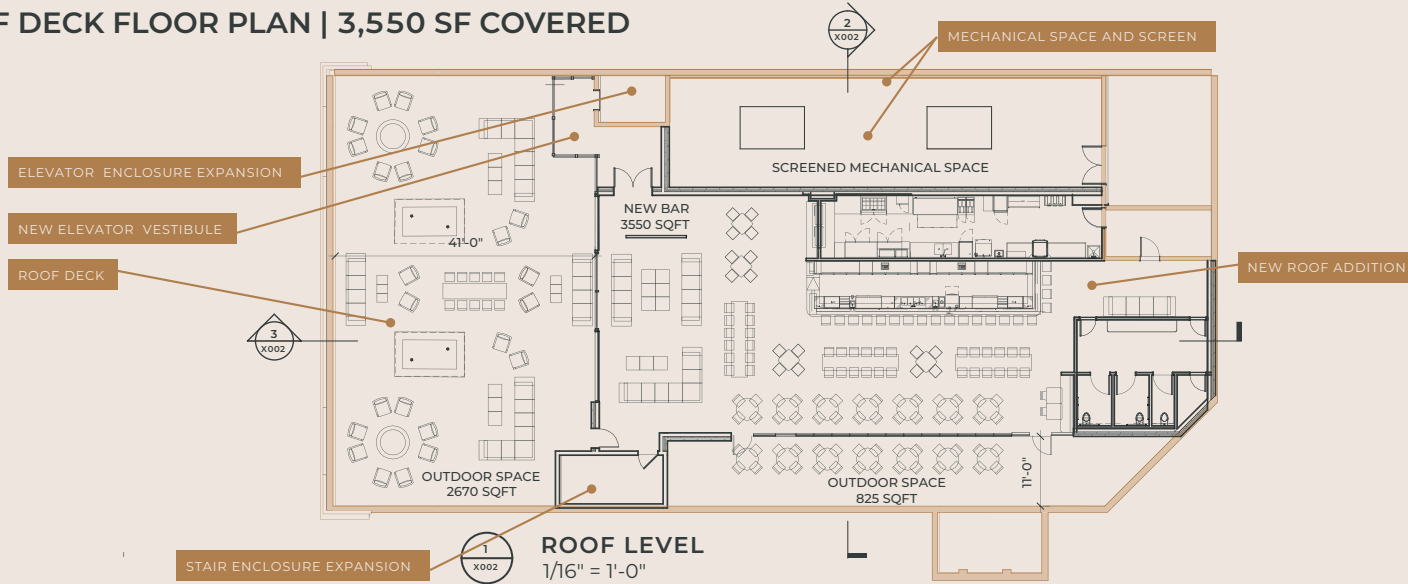 F DECK FLOOR PLAN | 3,550 SF COVERED
2
X002
MECHANICAL SPACE AND SCREEN
ELEVATOR ENCLOSURE EXPANSION
SCREENED MECHANICAL SPACE
NEW BAR
3550 SQFT
NEW ELEVATOR VESTIBULE
41'-0"
ROOF DECK
NEW ROOF ADDITION
3
X002
OUTDOOR SPACE
2670 SQFT
OUTDOOR SPACE
825 SQFT
11'-0"
STAIR ENCLOSURE EXPANSION
1
X002
ROOF LEVEL
1/16" = 1'-0"